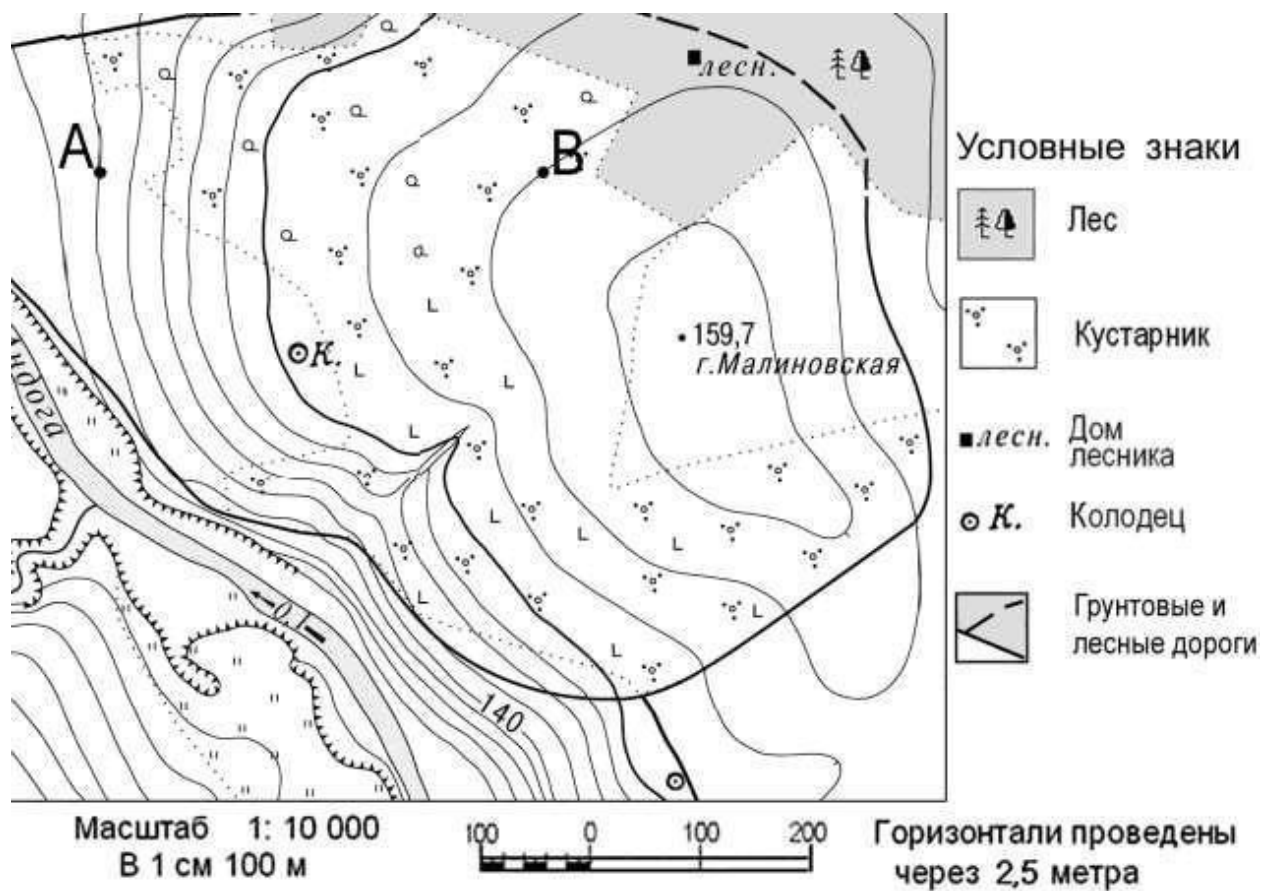 лесн.
А
В
159,7
г.Малиновская
К.
0,1
140
Условные знаки
Лес
Кустарник
лесн. Дом
лесника
К. Колодец
Грунтовые и
лесные дороги
Масштаб 1: 10 000
В 1 см 100 м
100 0 100 200
Горизонтали проведены
через 2,5 метра